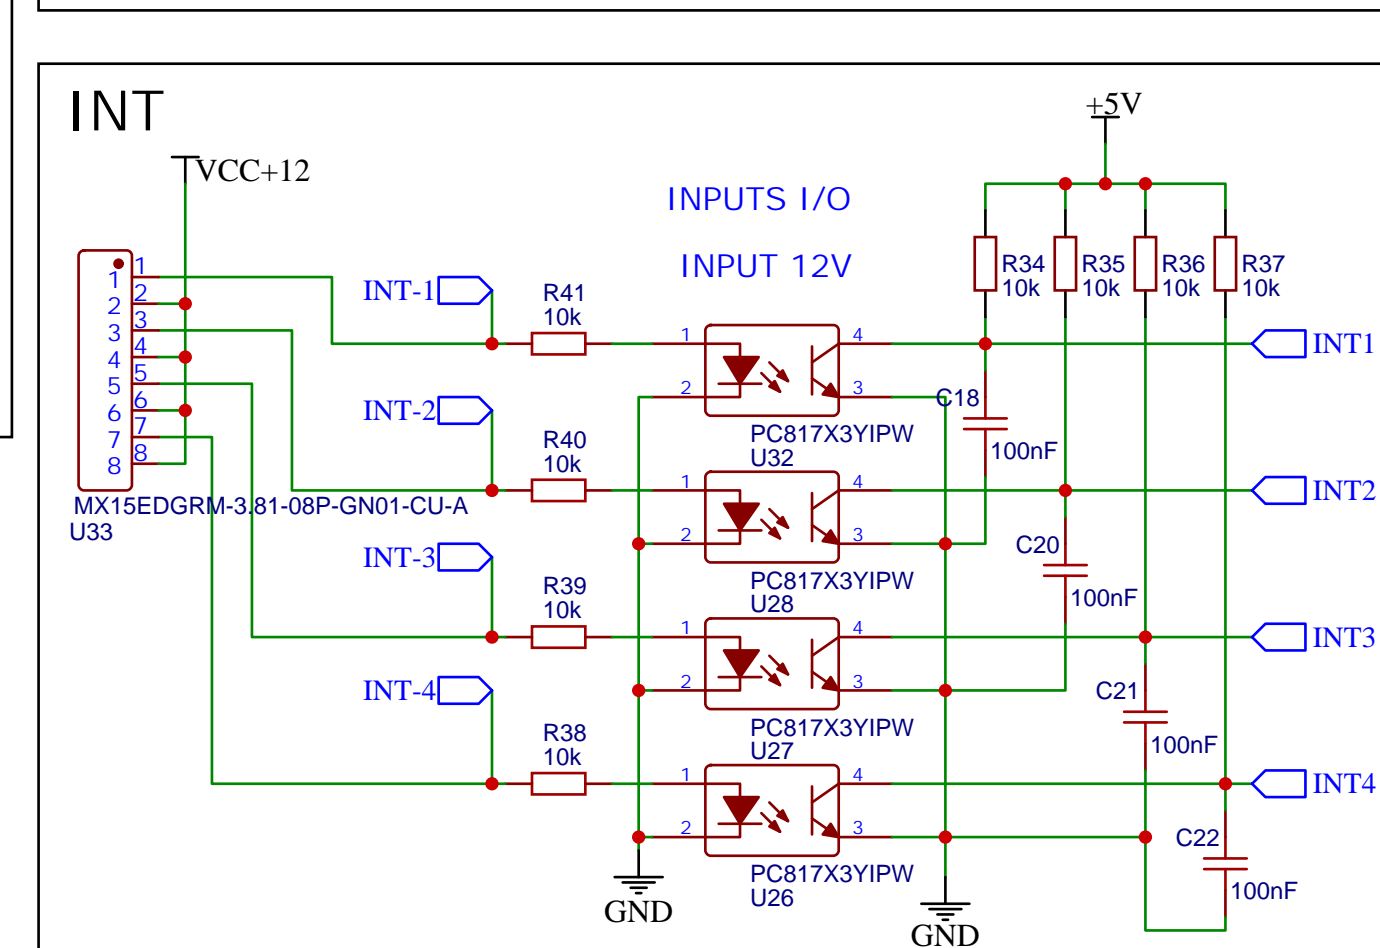 INT
+5V
VCC+12
INPUTS I/O
INPUT 12V
1 1
2 2
3 3
4 4
5 5
6 6
7 7
8 8
MX15EDGRM-3.81-08P-GN01-CU-A
U33
INT-1
INT-2
INT-3
INT-4
R41
10k
R40
10k
R39
10k
R38
10k
1 4
2 3
PC817X3YIPW
U32
1 4
2 3
PC817X3YIPW
U28
1 4
2 3
PC817X3YIPW
U27
1 4
2 3
PC817X3YIPW
U26
GND
GND
R34
10k
R35
10k
R36
10k
R37
10k
C18
100nF
C20
100nF
C21
100nF
C22
100nF
INT1
INT2
INT3
INT4